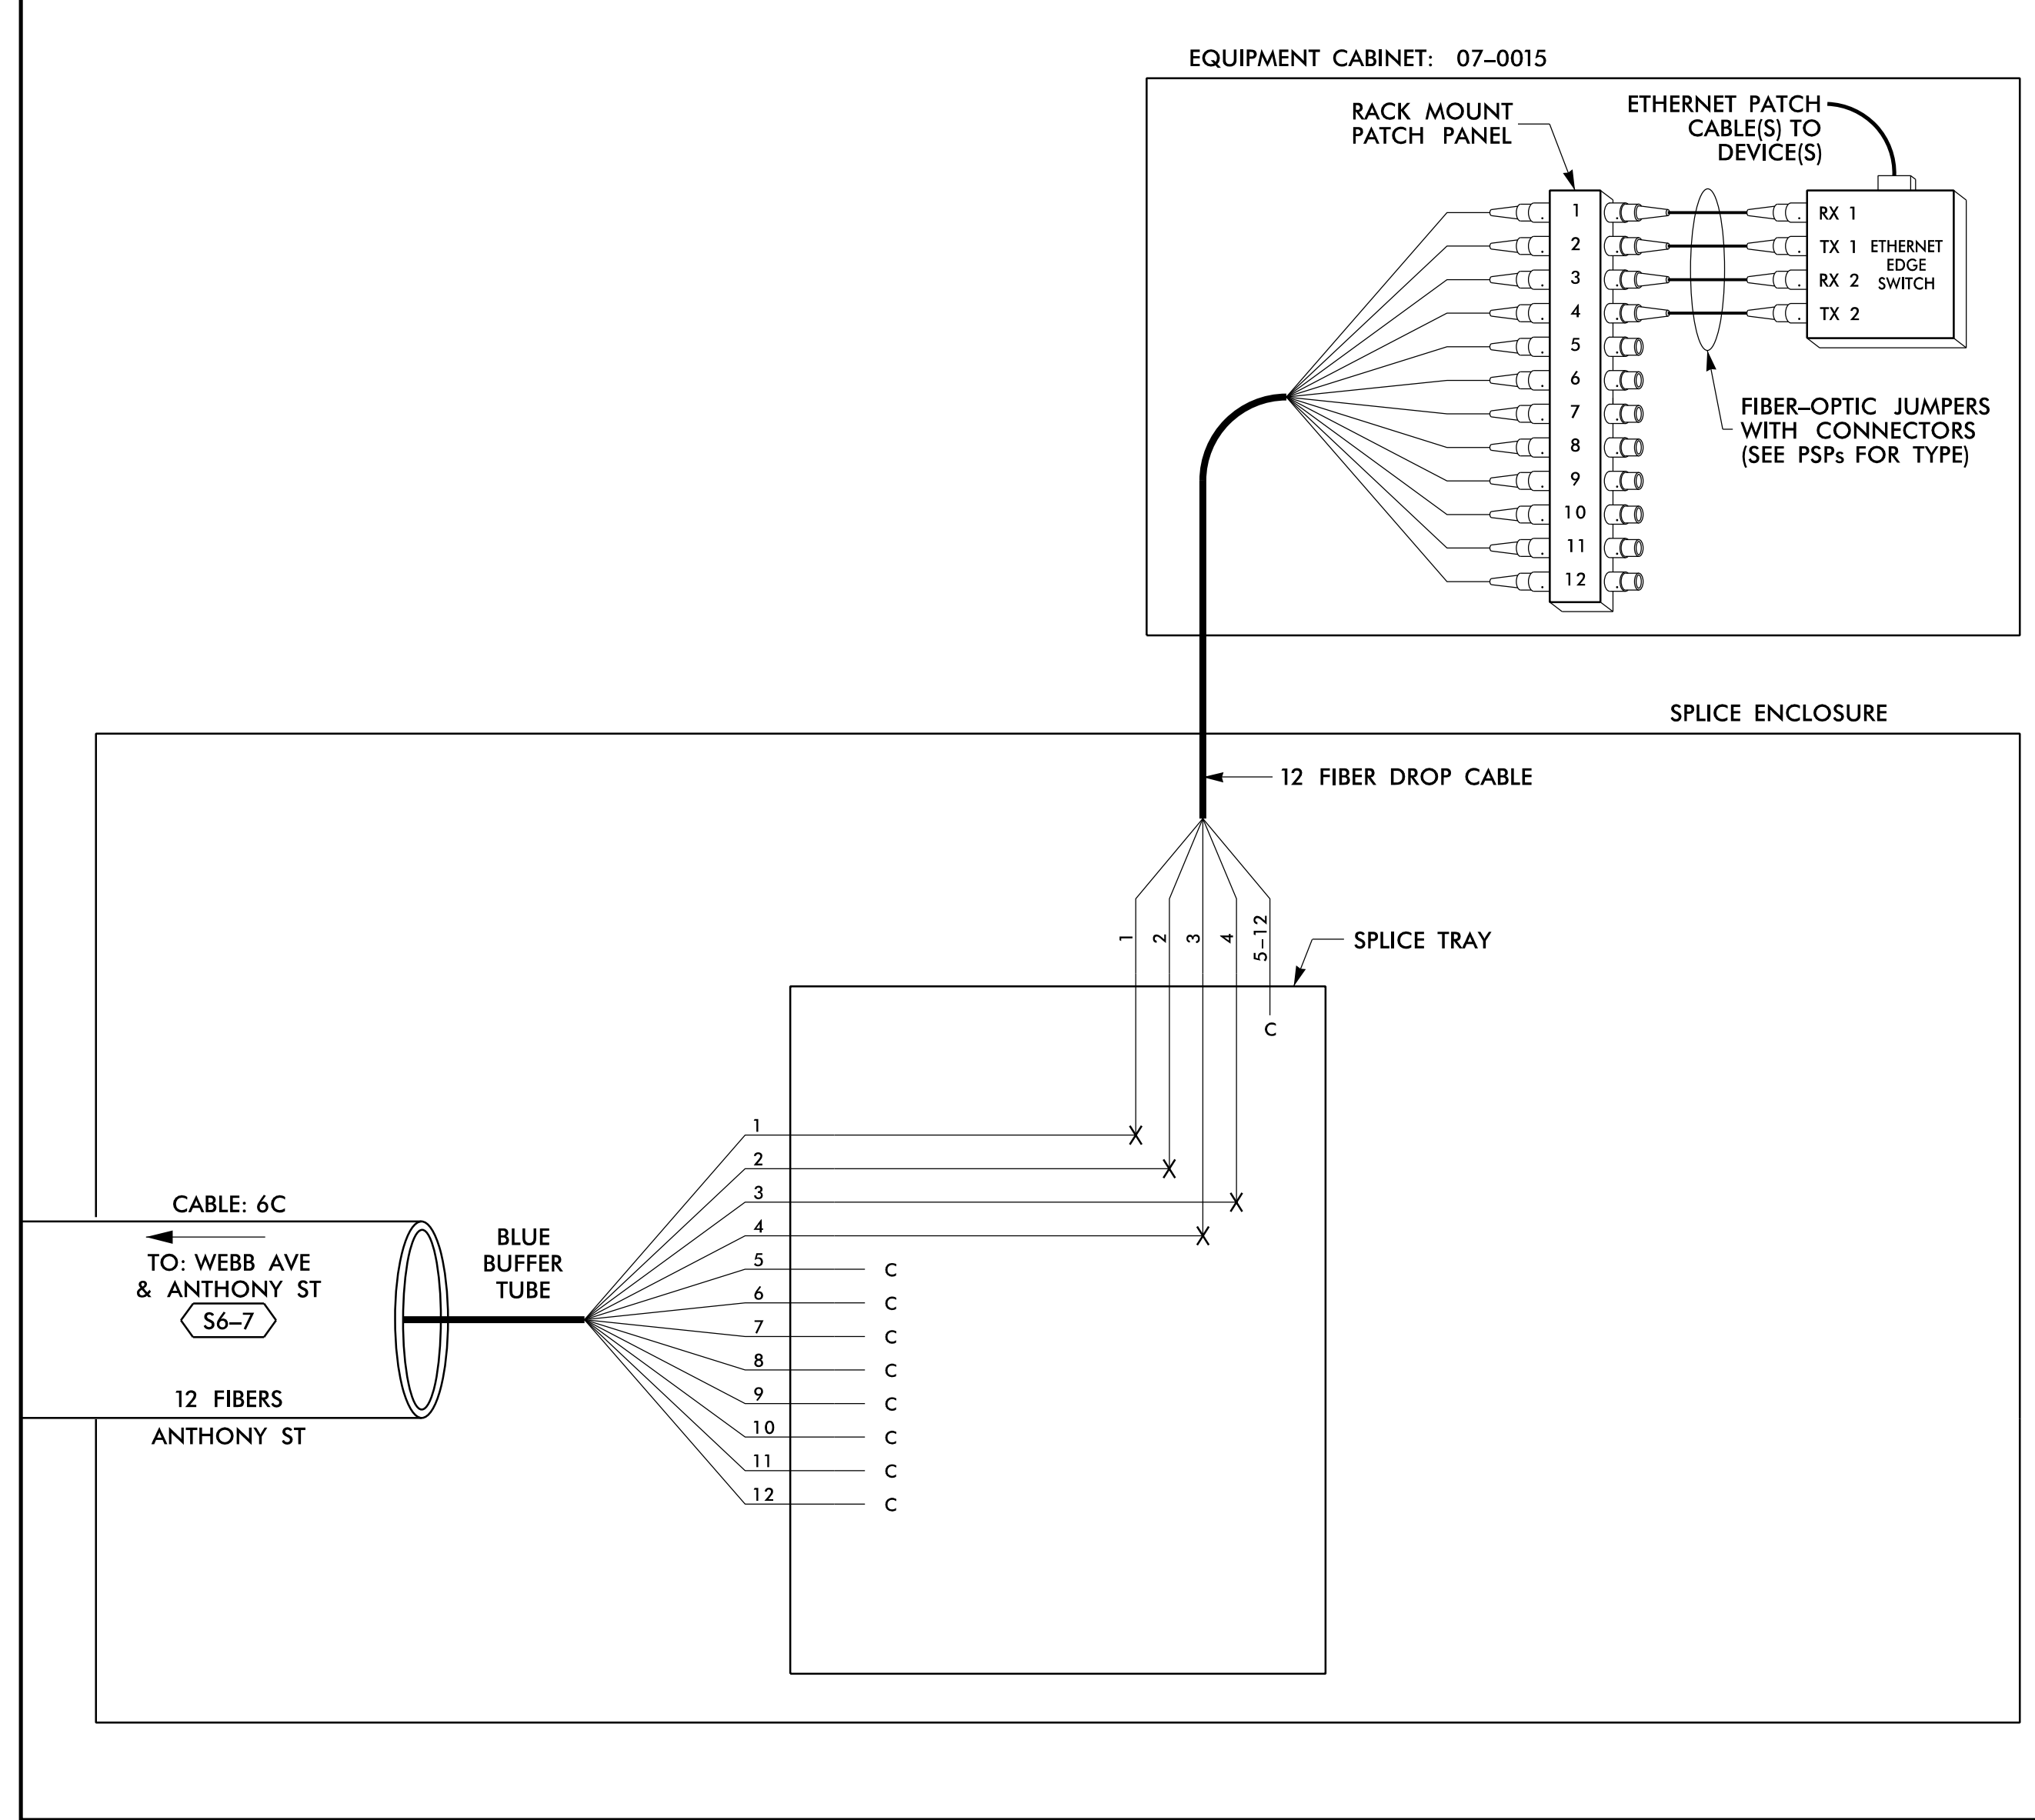 EQUIPMENT CABINET: 07-0015
RACK MOUNT
PATCH PANEL
ETHERNET PATCH
CABLE(S) TO
DEVICE(S)
1
2
3
4
5
6
7
8
9
10
11
12
RX 1
TX 1
RX 2
TX 2
ETHERNET
EDGE
SWITCH
FIBER-OPTIC JUMPERS
WITH CONNECTORS
(SEE PSPs FOR TYPE)
SPLICE ENCLOSURE
12 FIBER DROP CABLE
1
2
3
4
5-12
SPLICE TRAY
C
CABLE: 6C
TO: WEBB AVE
& ANTHONY ST
S6-7
12 FIBERS
ANTHONY ST
BLUE
BUFFER
TUBE
1
2
3
4
5 C
6 C
7 C
8 C
9 C
10 C
11 C
12 C